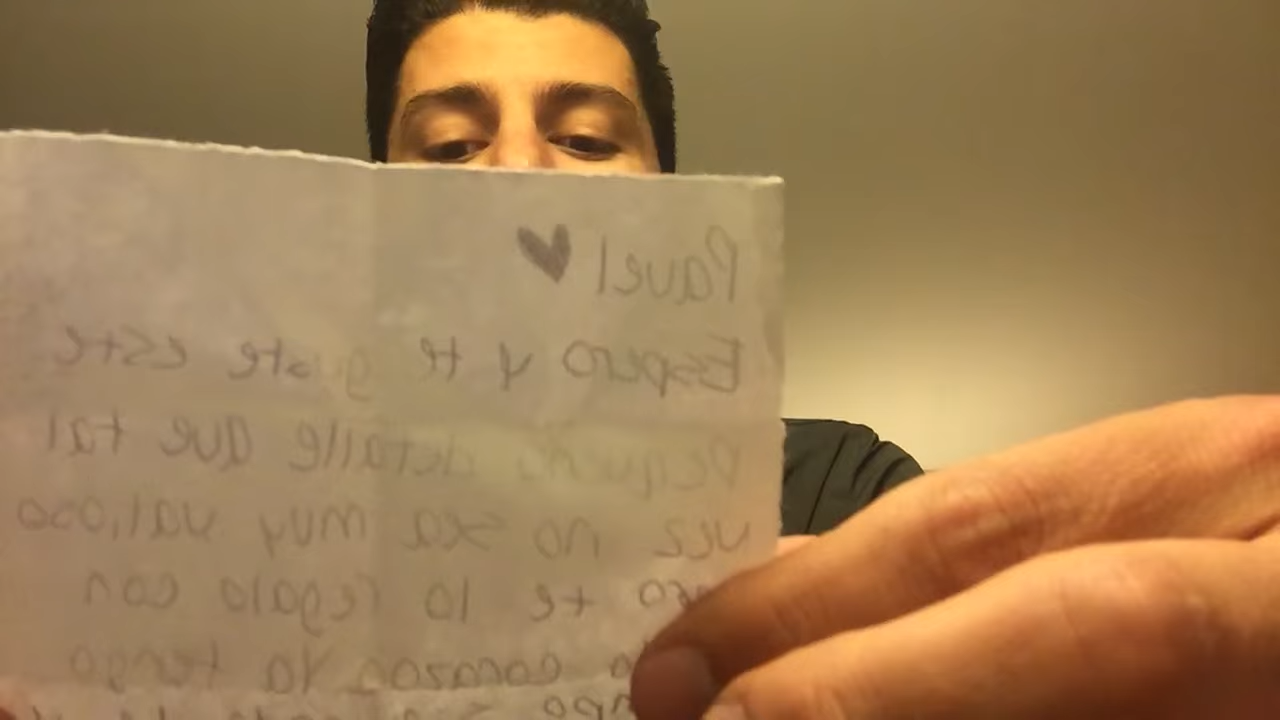 Pavel ♥
Espero y te guste este
Pequeño detalle que tal
vez no sea muy valioso
pero te lo regalo con
corazon Ya tengo